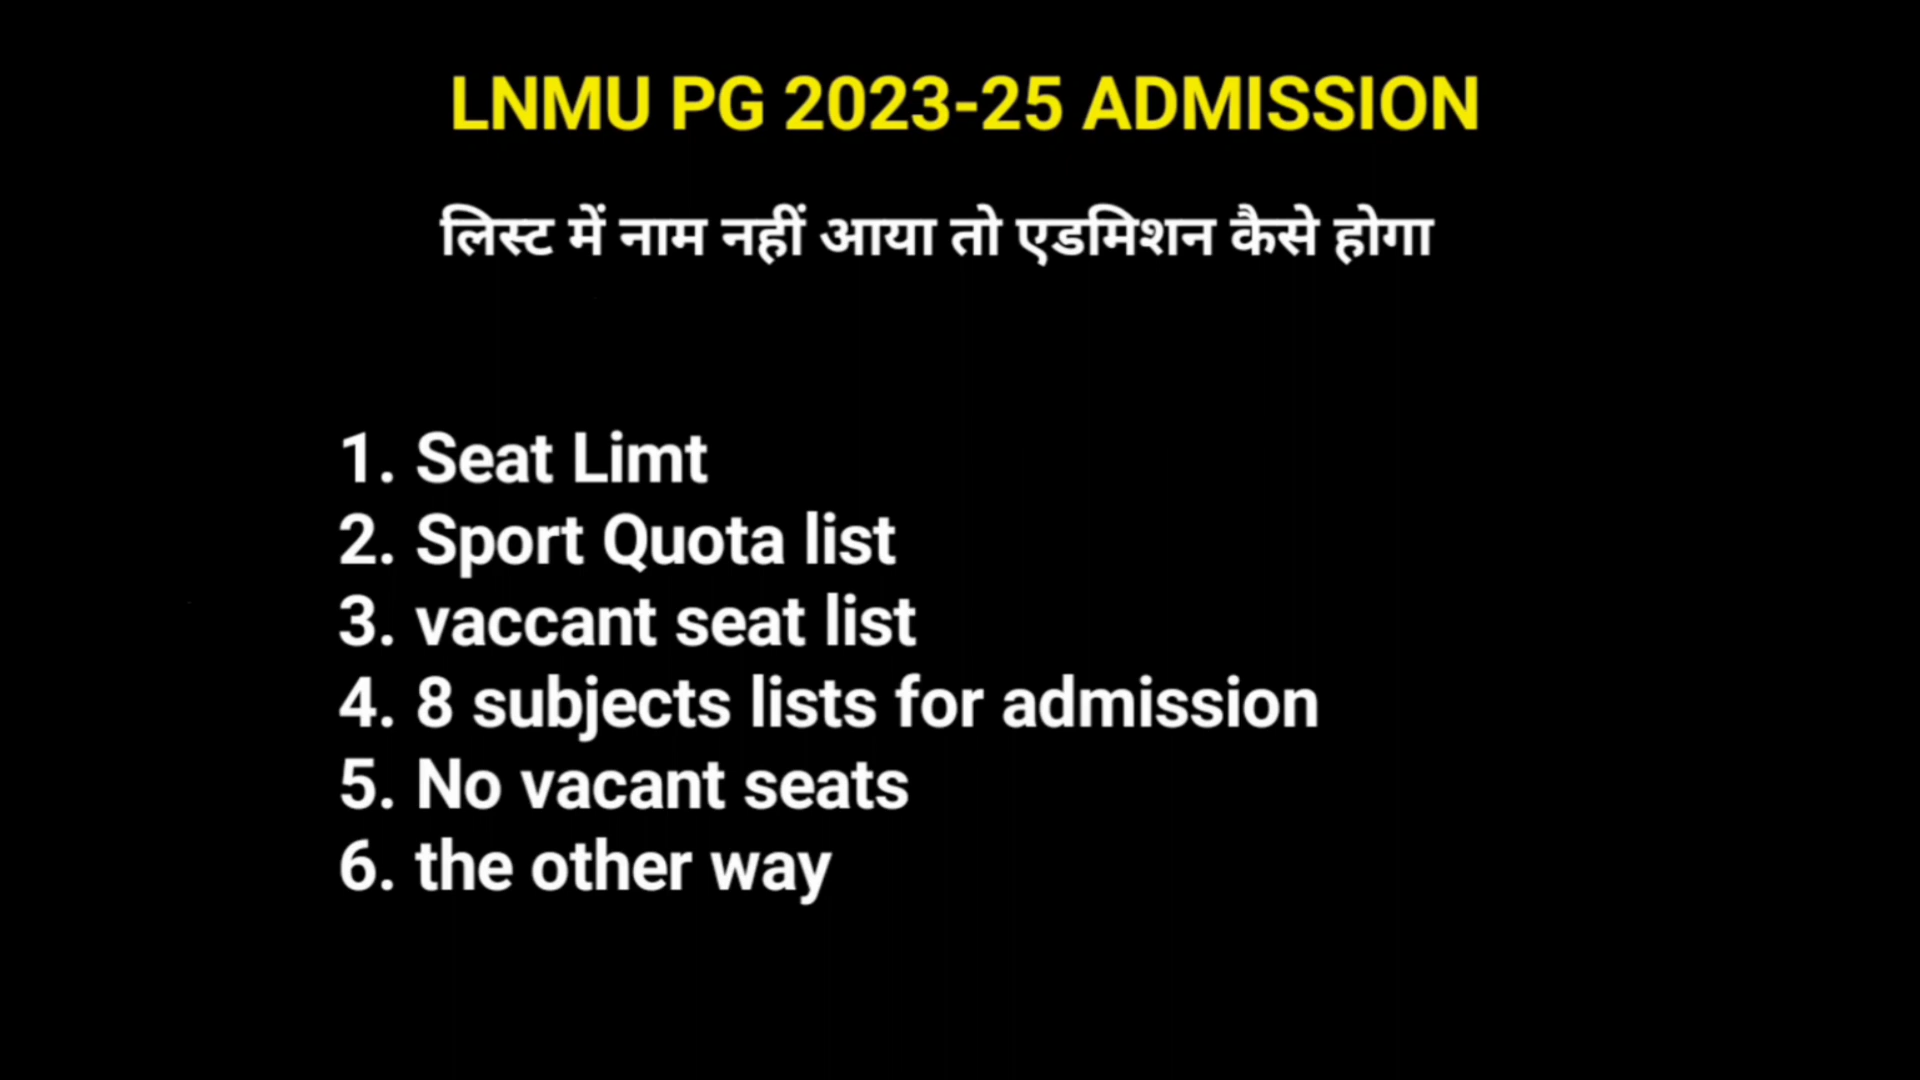 LNMU PG 2023-25 ADMISSION
लिस्ट में नाम नहीं आया तो एडमिशन कैसे होगा
1. Seat Limt
2. Sport Quota list
3. vaccant seat list
4. 8 subjects lists for admission
5. No vacant seats
6. the other way